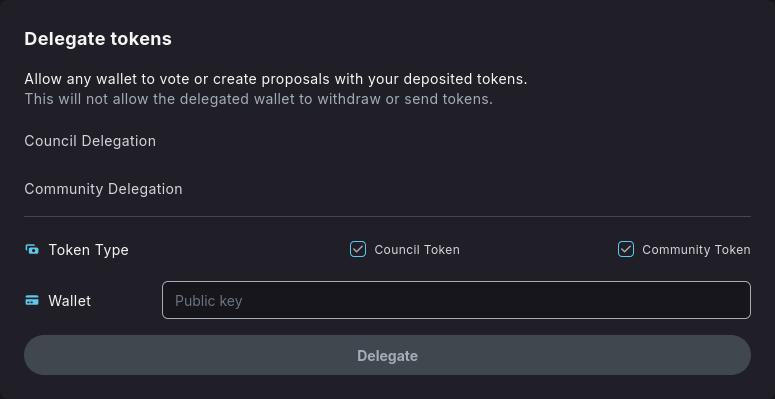 Delegate tokens
Allow any wallet to vote or create proposals with your deposited tokens.
This will not allow the delegated wallet to withdraw or send tokens.
Council Delegation
Community Delegation
Token Type Council Token Community Token
Wallet Public key
Delegate